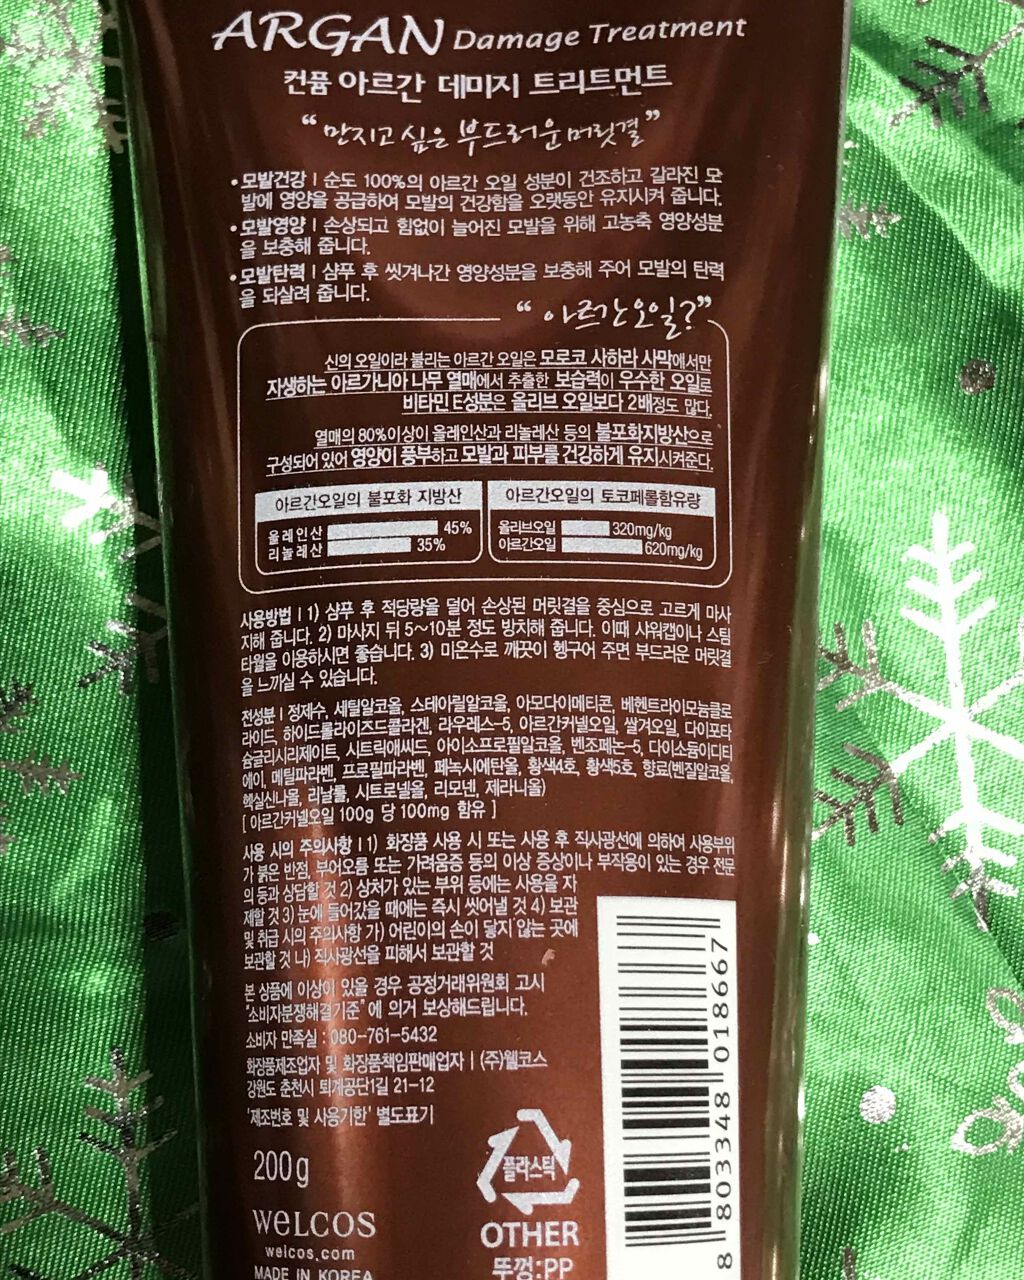 ARGAN Damage Treatment
컨퓸 아르간 데미지 트리트먼트
“만지고 싶은 부드러운 머릿결”
•모발건강 | 순도 100%의 아르간 오일 성분이 건조하고 갈라진 모
발에 영양을 공급하여 모발의 건강함을 오랫동안 유지시켜 줍니다.
•모발영양 | 손상되고 힘없이 늘어진 모발을 위해 고농축 영양성분
을 보충해 줍니다.
•모발탄력 | 샴푸 후 씻겨나간 영양성분을 보충해 주어 모발의 탄력
을 되살려 줍니다.
“아르간오일?”
신의 오일이라 불리는 아르간 오일은 모로코 사하라 사막에서만
자생하는 아르가니아 나무 열매에서 추출한 보습력이 우수한 오일로
비타민 E성분은 올리브 오일보다 2배정도 많다.
열매의 80%이상이 올레인산과 리놀레산 등의 불포화지방산으로
구성되어 있어 영양이 풍부하고 모발과 피부를 건강하게 유지시켜준다.
아르간오일의 불포화 지방산
올레인산 45%
리놀레산 35%
아르간오일의 토코페롤함유량
올리브오일 320mg/kg
아르간오일 620mg/kg
사용방법 | 1) 샴푸 후 적당량을 덜어 손상된 머릿결을 중심으로 고르게 마사
지해 줍니다. 2) 마사지 뒤 5~10분 정도 방치해 줍니다. 이때 샤워캡이나 스팀
타월을 이용하시면 좋습니다. 3) 미온수로 깨끗이 헹구어 주면 부드러운 머릿결
을 느끼실 수 있습니다.
전성분 | 정제수, 세틸알코올, 스테아릴알코올, 아모다이메티콘, 베헨트라이모늄클로
라이드, 하이드롤라이즈드콜라겐, 라우레스-5, 아르간커넬오일, 쌀겨오일, 다이포타
슘글리시리제이트, 시트릭애씨드, 아이소프로필알코올, 벤조페논-5, 다이소듐이디티
에이, 메틸파라벤, 프로필파라벤, 페녹시에탄올, 황색4호, 황색5호, 향료(벤질알코올,
헥실신나몰, 리날룰, 시트로넬올, 리모넨, 제라니올)
[ 아르간커넬오일 100g 당 100mg 함유 ]
사용 시의 주의사항 | 1) 화장품 사용 시 또는 사용 후 직사광선에 의하여 사용부위
가 붉은 반점, 부어오름 또는 가려움증 등의 이상 증상이나 부작용이 있는 경우 전문
의 등과 상담할 것 2) 상처가 있는 부위 등에는 사용을 자
제할 것 3) 눈에 들어갔을 때에는 즉시 씻어낼 것 4) 보관
및 취급 시의 주의사항 가) 어린이의 손이 닿지 않는 곳에
보관할 것 나) 직사광선을 피해서 보관할 것
본 상품에 이상이 있을 경우 공정거래위원회 고시
“소비자분쟁해결기준”에 의거 보상해드립니다.
소비자 만족실 : 080-761-5432
화장품제조업자 및 화장품책임판매업자 | (주)웰코스
강원도 춘천시 퇴계공단1길 21-12
'제조번호 및 사용기한' 별도표기
200g
WeLCOS
welcos.com
MADE IN KOREA
플라스틱
OTHER
뚜껑:PP
8 803348 018667